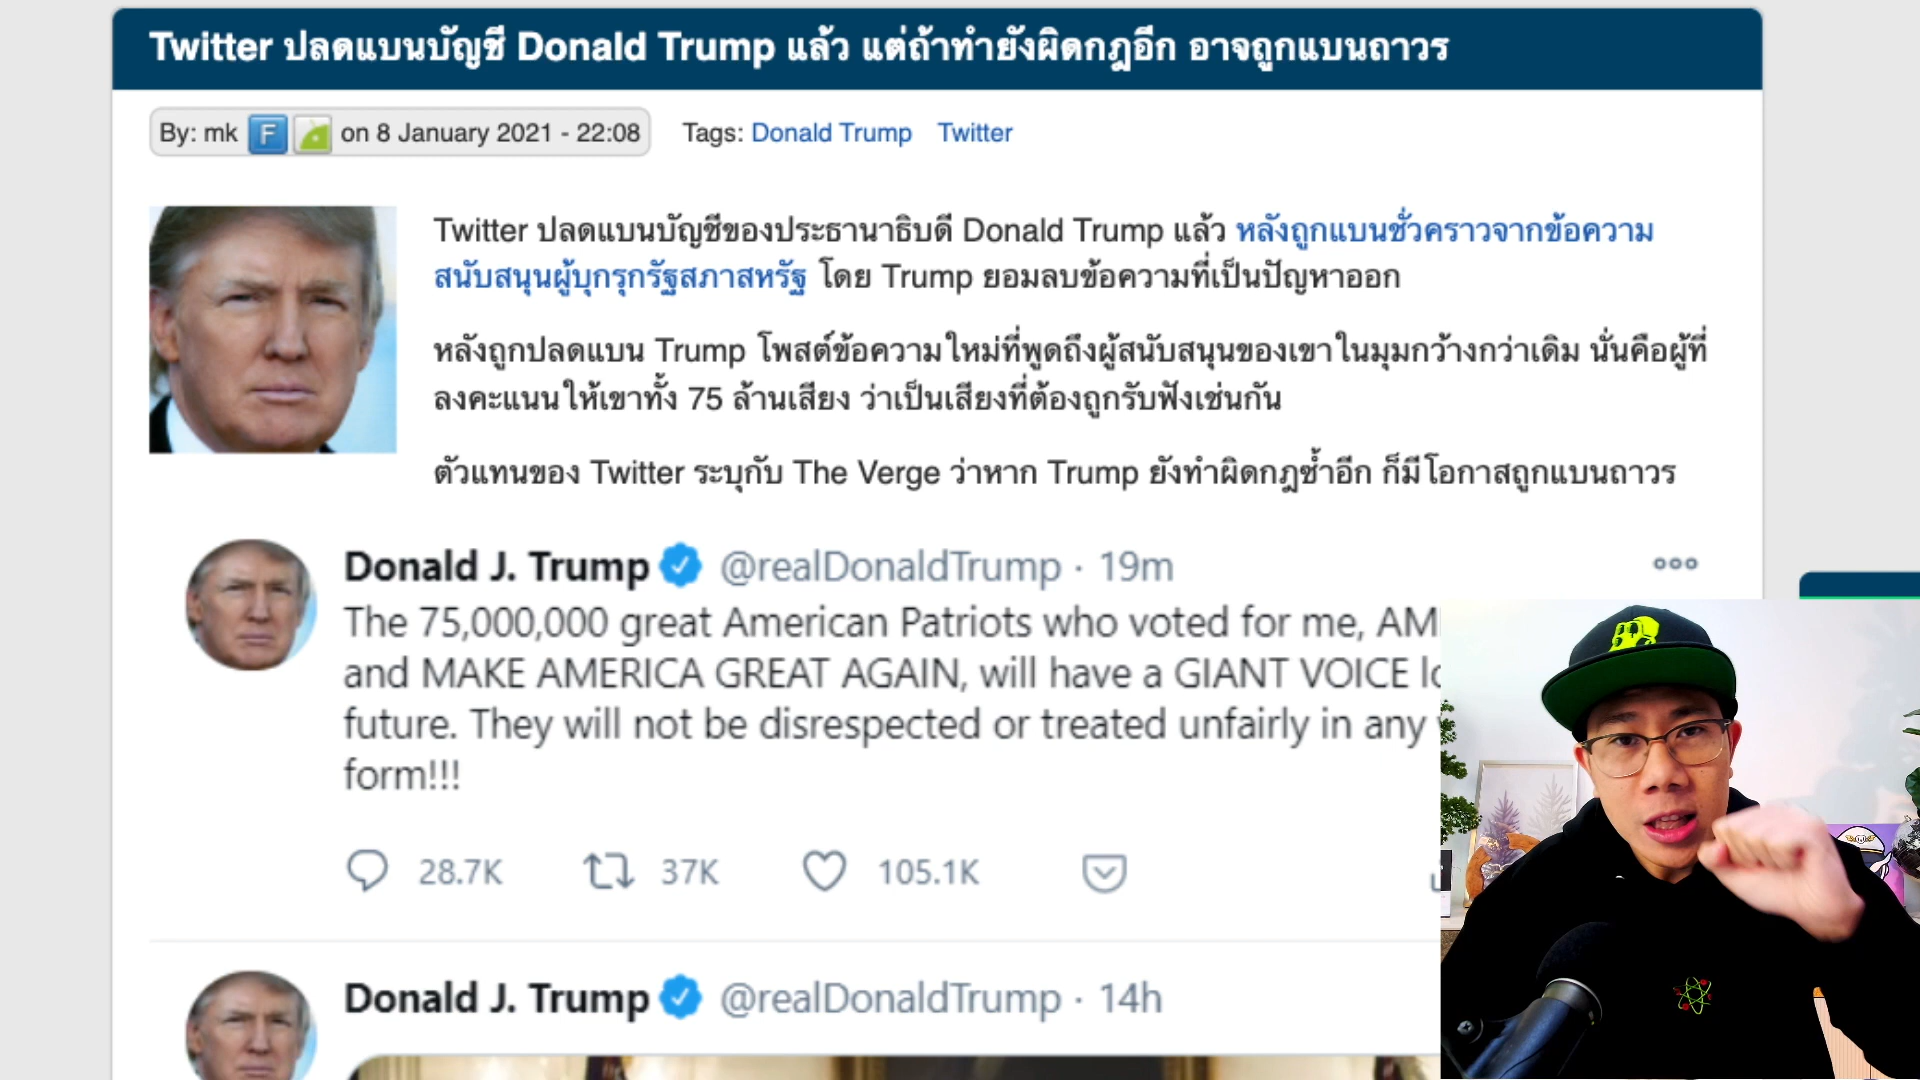 Twitter ปลดแบนบัญชี Donald Trump แล้ว แต่ถ้าทำยังผิดกฎอีก อาจถูกแบนถาวร
By: mk F on 8 January 2021 - 22:08 Tags: Donald Trump Twitter
Twitter ปลดแบนบัญชีของประธานาธิบดี Donald Trump แล้ว หลังถูกแบนชั่วคราวจากข้อความ
สนับสนุนผู้บุกรุกรัฐสภาสหรัฐ โดย Trump ยอมลบข้อความที่เป็นปัญหาออก
หลังถูกปลดแบน Trump โพสต์ข้อความใหม่ที่พูดถึงผู้สนับสนุนของเขาในมุมกว้างกว่าเดิม นั่นคือผู้ที่
ลงคะแนนให้เขาทั้ง 75 ล้านเสียง ว่าเป็นเสียงที่ต้องถูกรับฟังเช่นกัน
ตัวแทนของ Twitter ระบุกับ The Verge ว่าหาก Trump ยังทำผิดกฎซ้ำอีก ก็มีโอกาสถูกแบนถาวร
Donald J. Trump @realDonaldTrump · 19m
The 75,000,000 great American Patriots who voted for me, AM
and MAKE AMERICA GREAT AGAIN, will have a GIANT VOICE lo
future. They will not be disrespected or treated unfairly in any
form!!!
28.7K 37K 105.1K
Donald J. Trump @realDonaldTrump · 14h